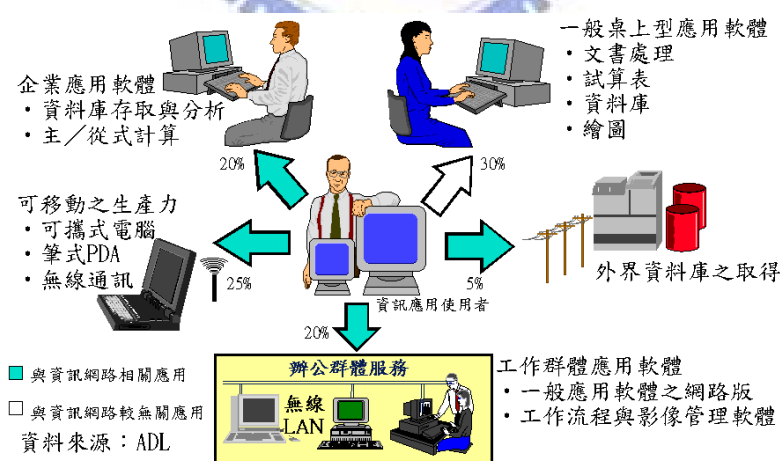 一般桌上型應用軟體
・文書處理
・試算表
・資料庫
・繪圖
企業應用軟體
・資料庫存取與分析
・主／從式計算
20%
30%
可移動之生產力
・可攜式電腦
・筆式PDA
・無線通訊
25%
5%
外界資料庫之取得
資訊應用使用者
20%
辦公群體服務
無線
LAN
工作群體應用軟體
・一般應用軟體之網路版
・工作流程與影像管理軟體
與資訊網路相關應用
與資訊網路較無關應用
資料來源：ADL